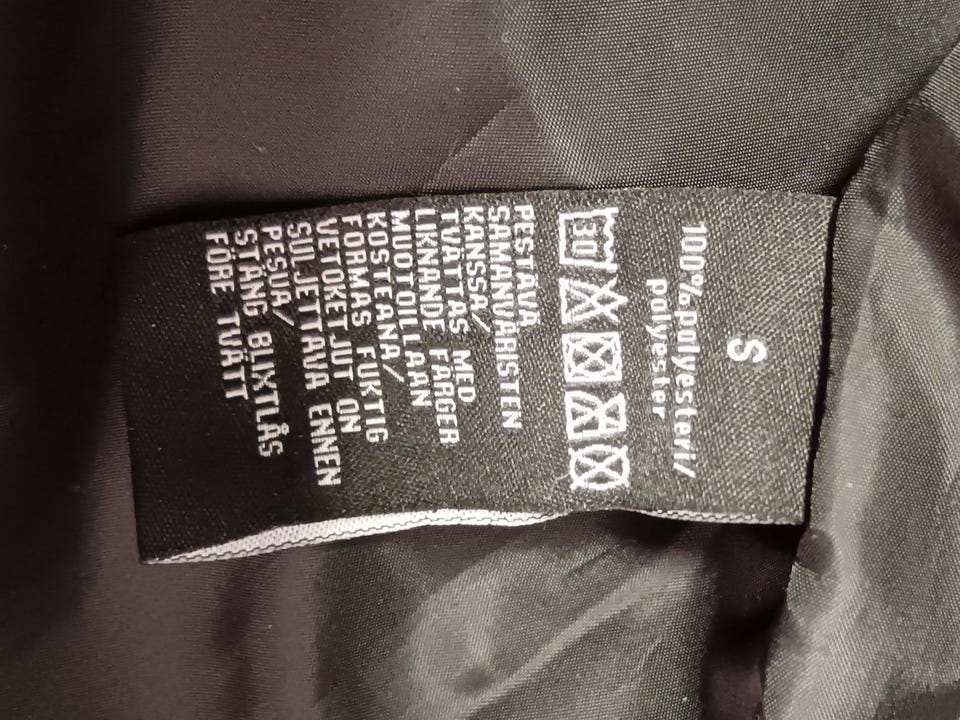 S
100% polyesteri/
polyester
30
PESTÄVÄ
SAMANVÄRISTEN
KANSSA/
TVÄTTAS MED
LIKNANDE FÄRGER
MUOTOILLAAN
KOSTEANA/
FORMAS FUKTIG
VETOKETJUT ON
SULJETTAVA ENNEN
PESUA/
STÄNG BLIXTLÅS
FÖRE TVÄTT